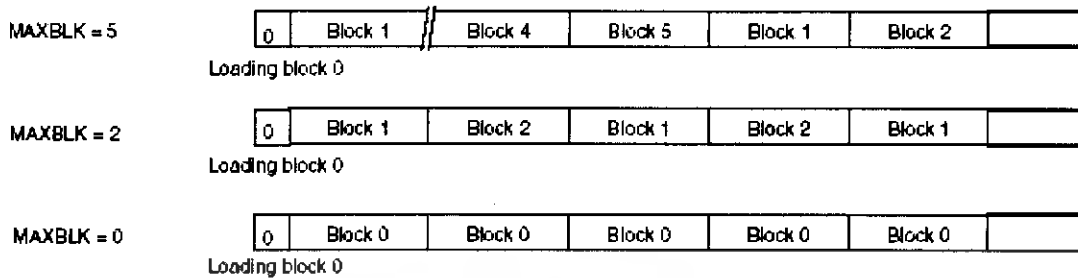 MAXBLK = 5 0 Block 1 Block 4 Block 5 Block 1 Block 2
Loading block 0
MAXBLK = 2 0 Block 1 Block 2 Block 1 Block 2 Block 1
Loading block 0
MAXBLK = 0 0 Block 0 Block 0 Block 0 Block 0 Block 0
Loading block 0